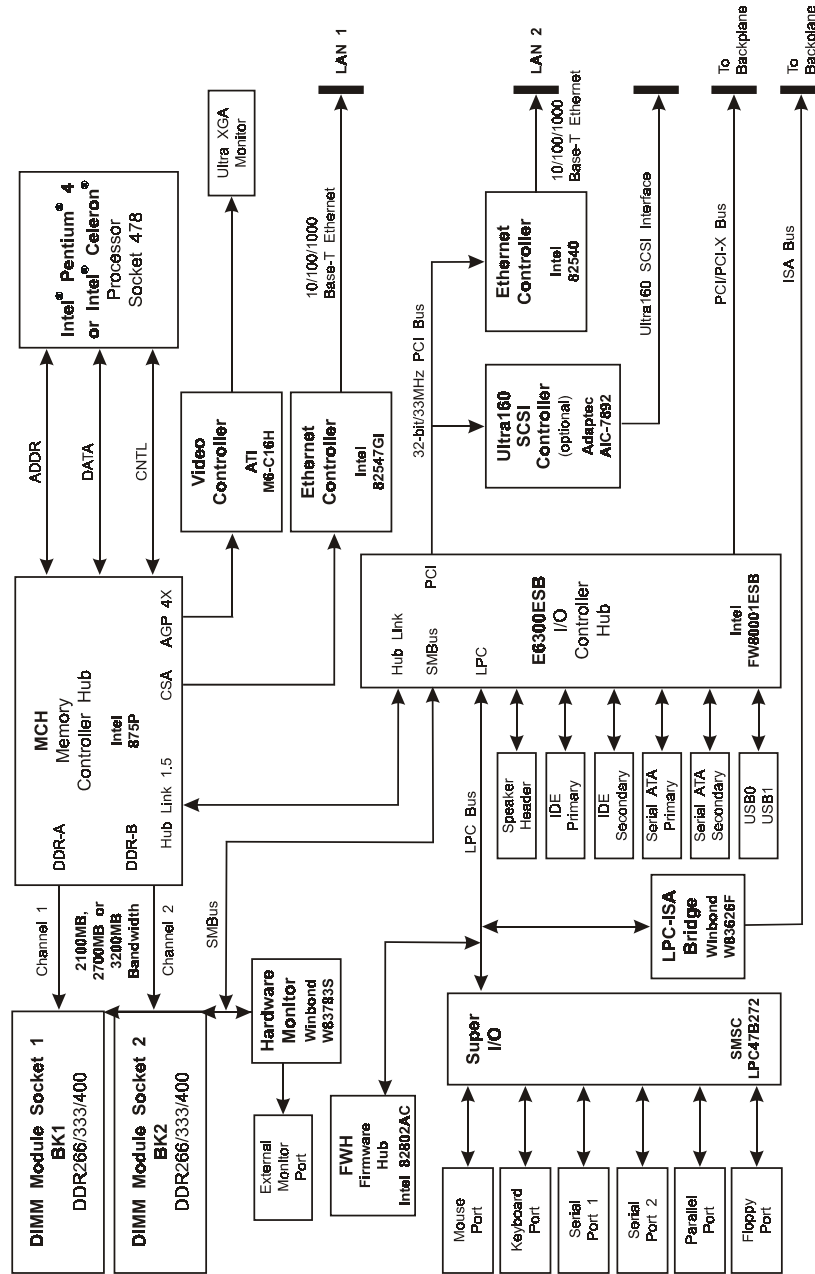 DIMM Module Socket 1
BK1
DDR266/333/400
DIMM Module Socket 2
BK2
DDR266/333/400
Channel 1
2100MB,
2700MB or
3200MB
Bandwidth
Channel 2
SMBus
DDR-A
DDR-B
MCH
Memory
Controller Hub
Intel
875P
Hub Link 1.5
CSA
AGP 4X
ADDR
DATA
CNTL
Intel® Pentium® 4
or Intel® Celeron®
Processor
Socket 478
Hardware
Monitor
Winbond
W83783S
External
Monitor
Port
Video
Controller
ATI
M6-C16H
Ultra XGA
Monitor
Ethernet
Controller
Intel
82547GI
10/100/1000
Base-T Ethernet
LAN 1
FWH
Firmware
Hub
Intel 82802AC
LPC Bus
Hub Link
SMBus
LPC
PCI
E6300ESB
I/O
Controller
Hub
Intel
FW80001ESB
32-bit/33MHz PCI Bus
Ultra160
SCSI
Controller
(optional)
Adaptec
AIC-7892
Ethernet
Controller
Intel
82540
10/100/1000
Base-T Ethernet
LAN 2
Ultra160 SCSI Interface
PCI/PCI-X Bus
To
Backplane
ISA Bus
To
Backplane
Speaker
Header
IDE
Primary
IDE
Secondary
Serial ATA
Primary
Serial ATA
Secondary
USB0
USB1
LPC-ISA
Bridge
Winbond
W83626F
Super
I/O
SMSC
LPC47B272
Mouse
Port
Keyboard
Port
Serial
Port 1
Serial
Port 2
Parallel
Port
Floppy
Port